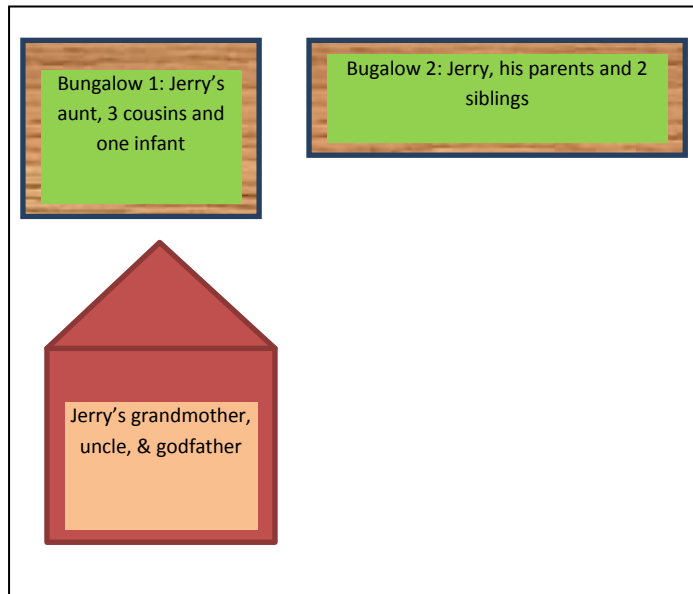 Bungalow 1: Jerry’s
aunt, 3 cousins and
one infant
Bugalow 2: Jerry, his parents and 2
siblings
Jerry’s grandmother,
uncle, & godfather